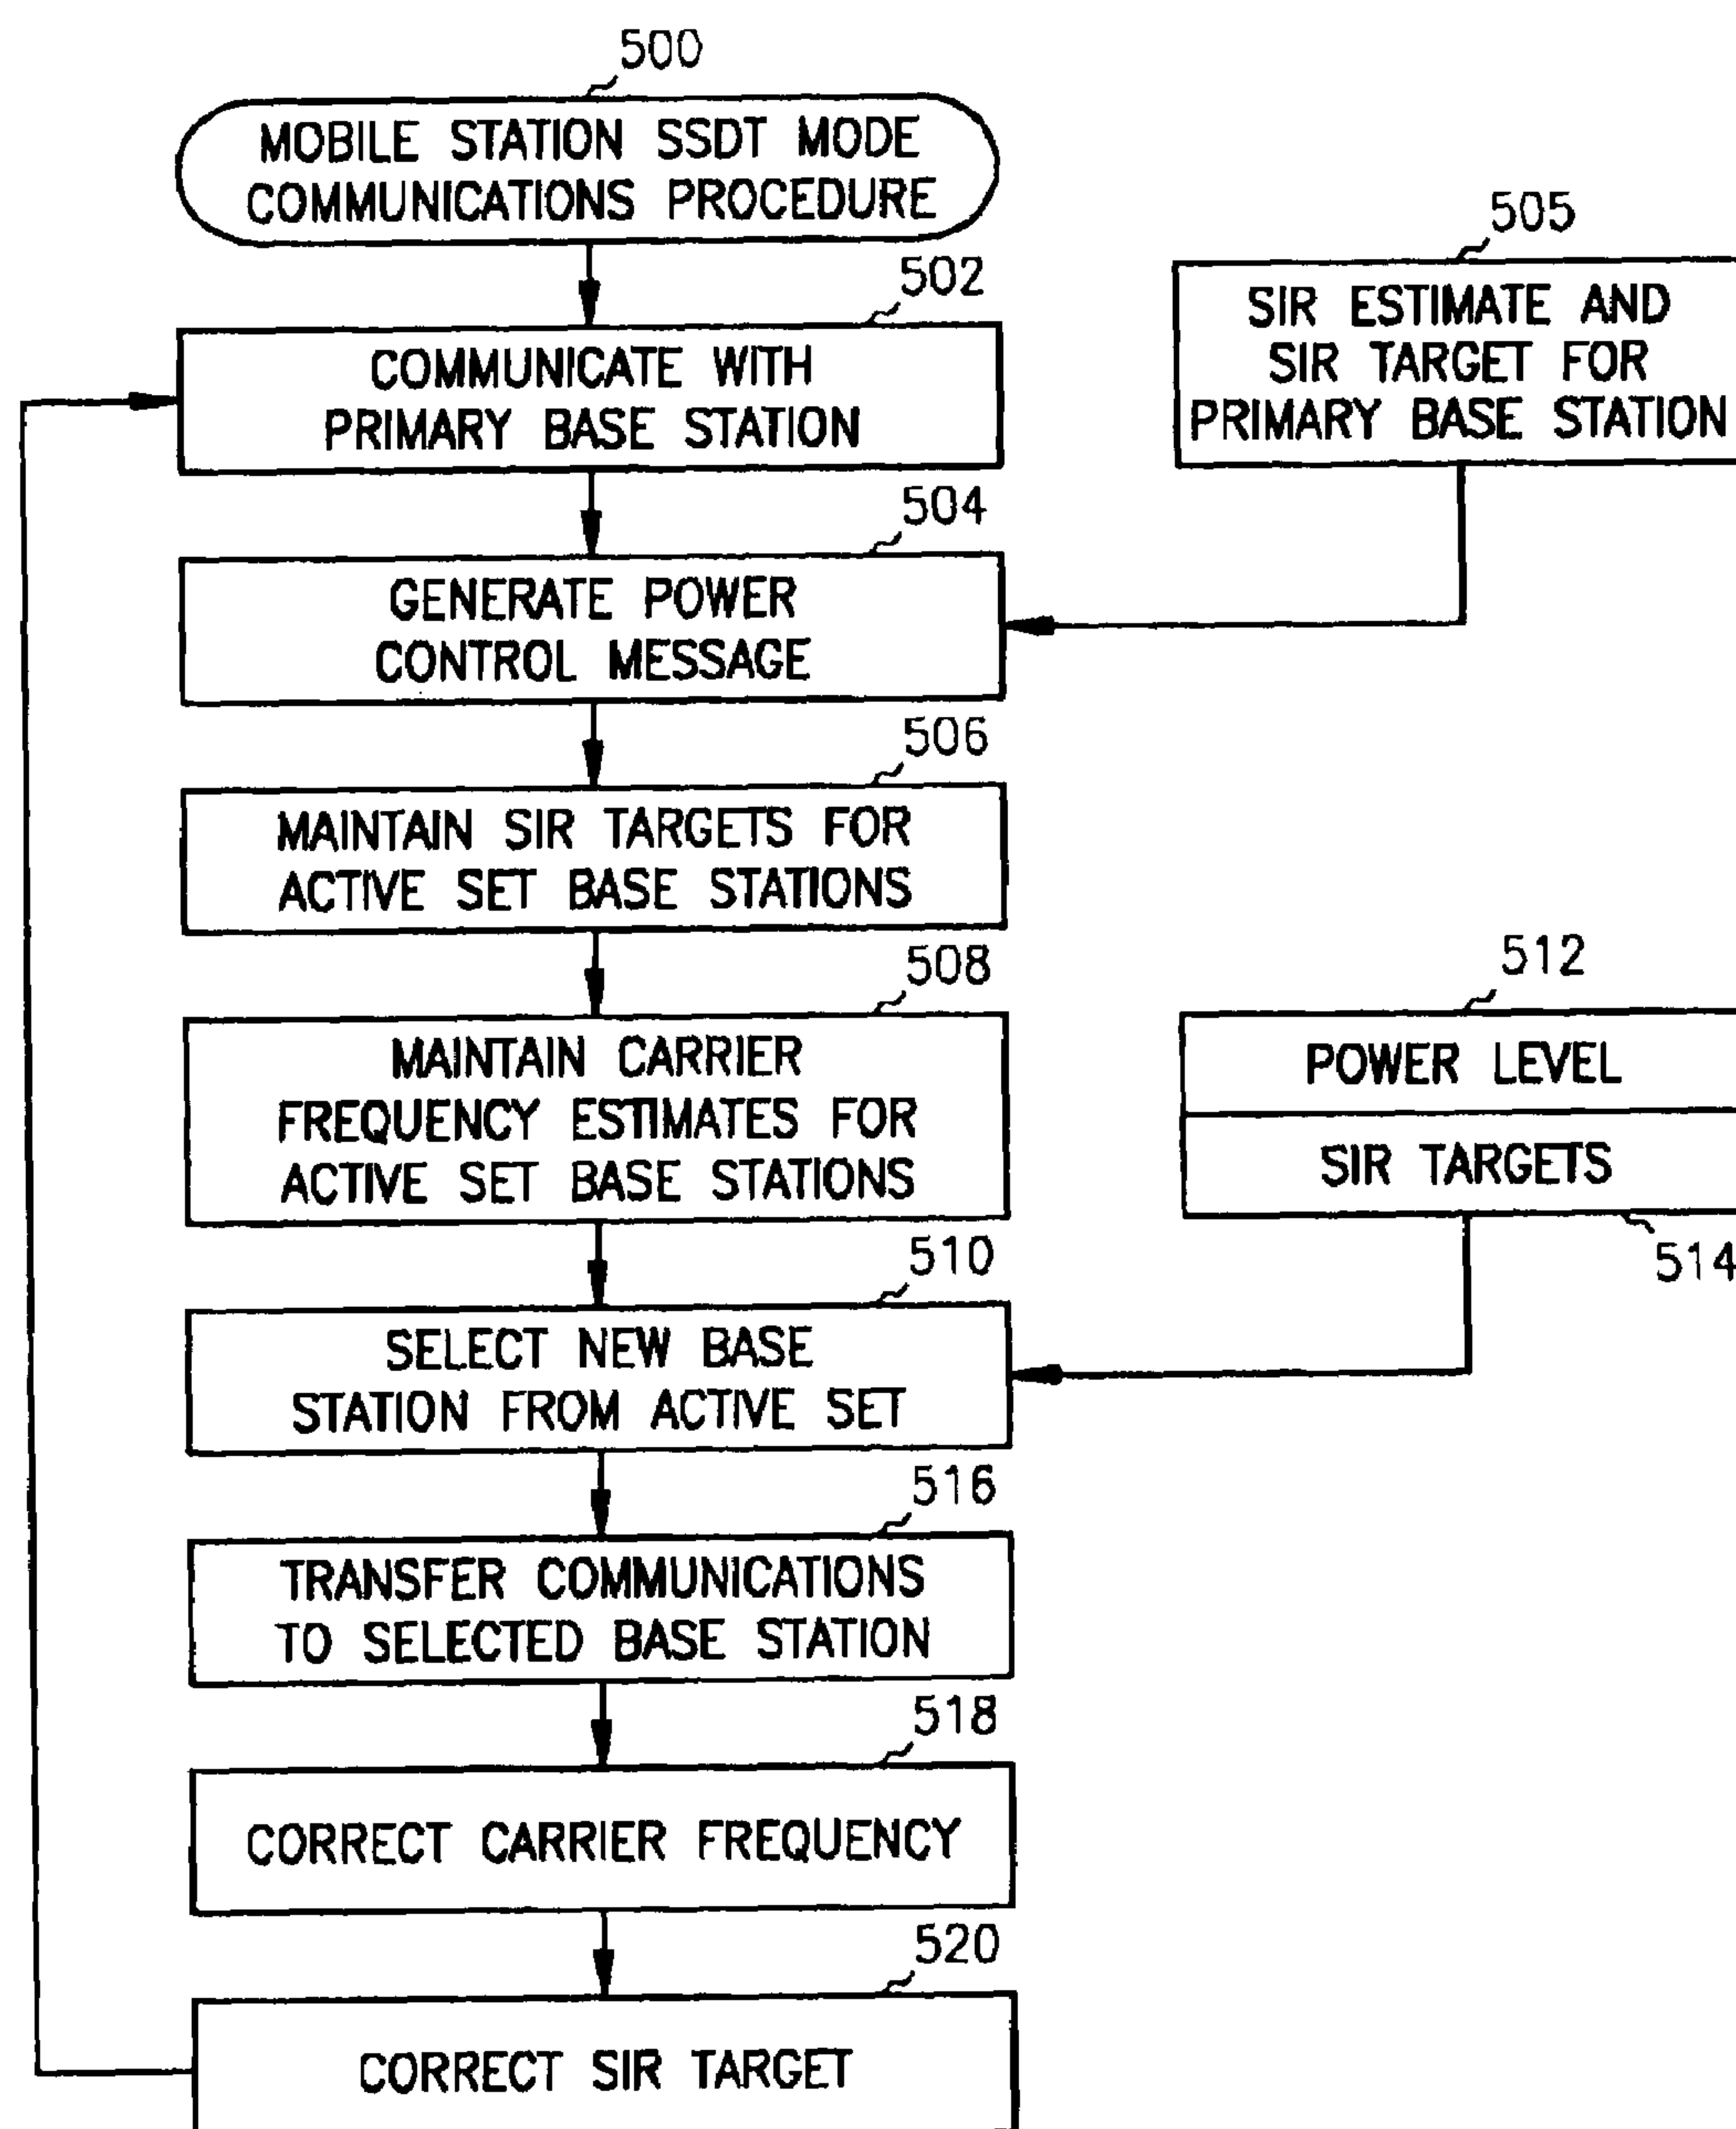 500
MOBILE STATION SSDT MODE
COMMUNICATIONS PROCEDURE
502
COMMUNICATE WITH
PRIMARY BASE STATION
505
SIR ESTIMATE AND
SIR TARGET FOR
PRIMARY BASE STATION
504
GENERATE POWER
CONTROL MESSAGE
506
MAINTAIN SIR TARGETS FOR
ACTIVE SET BASE STATIONS
508
MAINTAIN CARRIER
FREQUENCY ESTIMATES FOR
ACTIVE SET BASE STATIONS
512
POWER LEVEL
SIR TARGETS
514
510
SELECT NEW BASE
STATION FROM ACTIVE SET
516
TRANSFER COMMUNICATIONS
TO SELECTED BASE STATION
518
CORRECT CARRIER FREQUENCY
520
CORRECT SIR TARGET